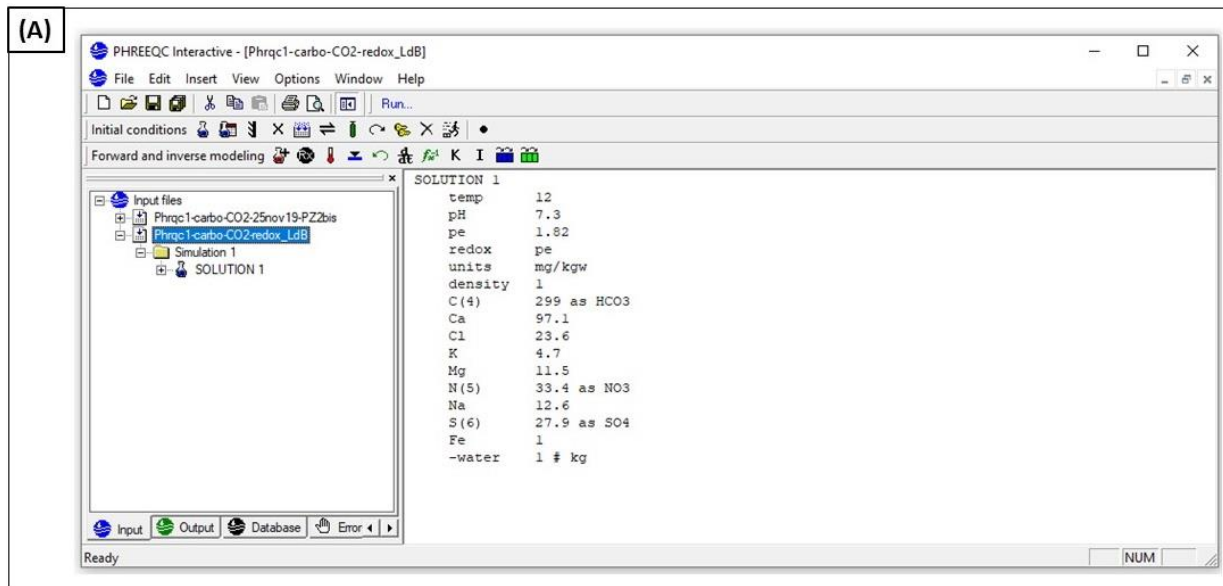 (A)
PHREEQC Interactive - [Phrqc1-carbo-CO2-redox_LdB]
File Edit Insert View Options Window Help
Run...
Initial conditions
Forward and inverse modeling K I
Input files
Phrqc1-carbo-CO2-25nov19-PZ2bis
Phrqc1-carbo-CO2-redox_LdB
Simulation 1
SOLUTION 1
Input Output Database Error
SOLUTION 1
temp 12
pH 7.3
pe 1.82
redox pe
units mg/kgw
density 1
C(4) 299 as HCO3
Ca 97.1
Cl 23.6
K 4.7
Mg 11.5
N(5) 33.4 as NO3
Na 12.6
S(6) 27.9 as SO4
Fe 1
-water 1 # kg
Ready NUM